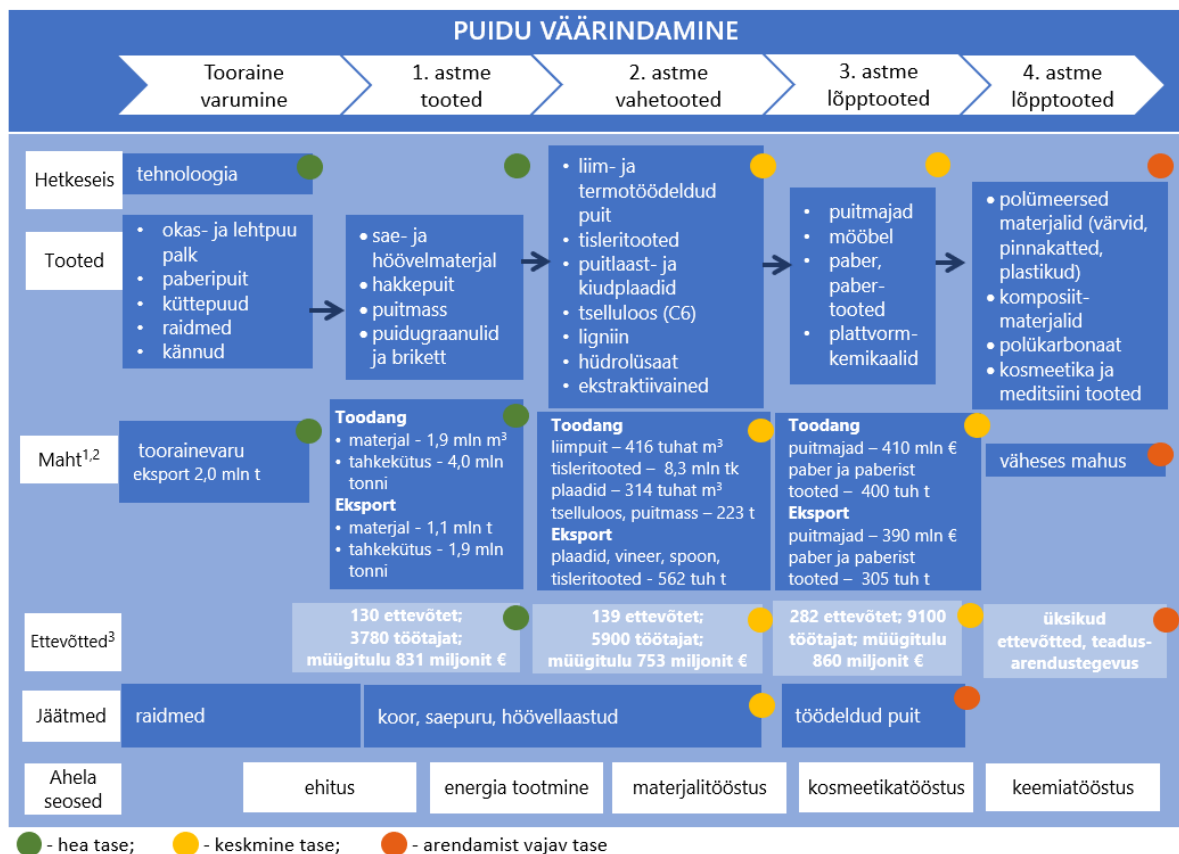 PUIDU VÄÄRINDAMINE
Tooraine
varumine
1. astme
tooted
2. astme
vahetooted
3. astme
lõpptooted
4. astme
lõpptooted
Hetkeseis
tehnoloogia
Tooted
• okas- ja lehtpuu
palk
• paberipuit
• küttepuud
• raidmed
• kännud
• sae- ja
höövelmaterjal
• hakkepuit
• puitmass
• puidugraanulid
ja brikett
• liim- ja
termotöödeldud
puit
• tisleritooted
• puitlaast- ja
kiudplaadid
• tselluloos (C6)
• ligniin
• hüdrolüsaat
• ekstraktiivained
• puitmajad
• mööbel
• paber,
paber-
tooted
• plattvorm-
kemikaalid
• polümeersed
materjalid (värvid,
pinnakatted,
plastikud)
• komposiit-
materjalid
• polükarbonaat
• kosmeetika ja
meditsiini tooted
Maht1,2
toorainevaru
eksport 2,0 mln t
Toodang
• materjal - 1,9 mln m³
• tahkekütus - 4,0 mln
tonni
Eksport
• materjal - 1,1 mln t
• tahkekütus - 1,9 mln
tonni
Toodang
liimpuit – 416 tuhat m³
tisleritooted – 8,3 mln tk
plaadid – 314 tuhat m³
tselluloos, puitmass – 223 t
Eksport
plaadid, vineer, spoon,
tisleritooted - 562 tuh t
Toodang
puitmajad – 410 mln €
paber ja paberist
tooted – 400 tuh t
Eksport
puitmajad – 390 mln €
paber ja paberist
tooted – 305 tuh t
väheses mahus
Ettevõtted3
130 ettevõtet;
3780 töötajat;
müügitulu 831 miljonit €
139 ettevõtet;
5900 töötajat;
müügitulu 753 miljonit €
282 ettevõtet; 9100
töötajat; müügitulu
860 miljonit €
üksikud
ettevõtted, teadus-
arendustegevus
Jäätmed
raidmed
koor, saepuru, höövellaastud
töödeldud puit
Ahela
seosed
ehitus
energia tootmine
materjalitööstus
kosmeetikatööstus
keemiatööstus
- hea tase;
- keskmine tase;
- arendamist vajav tase